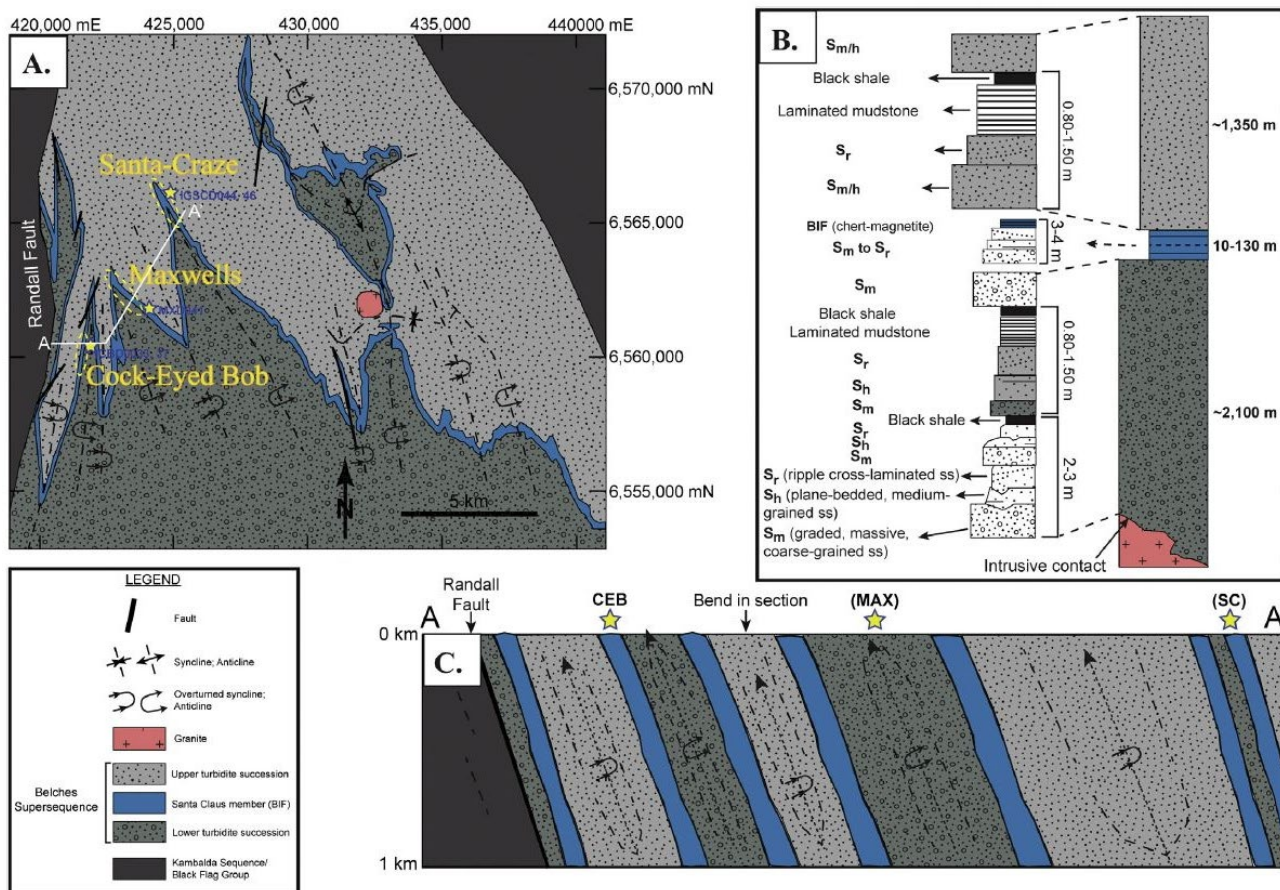 420,000 mE
425,000
430,000
435,000
440,000
A.
6,570,000 mN
6,565,000
6,560,000
6,555,000 mN
Santa-Craze
A'
Randall Fault
Maxwells
A
Cock-Eyed Bob
N
5 km
B.
Sm/h
Black shale
Laminated mudstone
Sr
Sm/h
0.80-1.50 m
BIF (chert-magnetite)
Sm to Sr
3-4 m
Sm
Black shale
Laminated mudstone
Sr
Sh
Sm
0.80-1.50 m
Black shale
Sr
Sh
Sm
Sr (ripple cross-laminated ss)
Sh (plane-bedded, medium-
grained ss)
Sm (graded, massive,
coarse-grained ss)
2-3 m
~1,350 m
10-130 m
~2,100 m
Intrusive contact
LEGEND
Fault
Syncline; Anticline
Overturned syncline;
Anticline
Granite
Belches
Supersequence
Upper turbidite succession
Santa Claus member (BIF)
Lower turbidite succession
Kambalda Sequence/
Black Flag Group
A
Randall
Fault
CEB
Bend in section
(MAX)
(SC)
0 km
C.
1 km